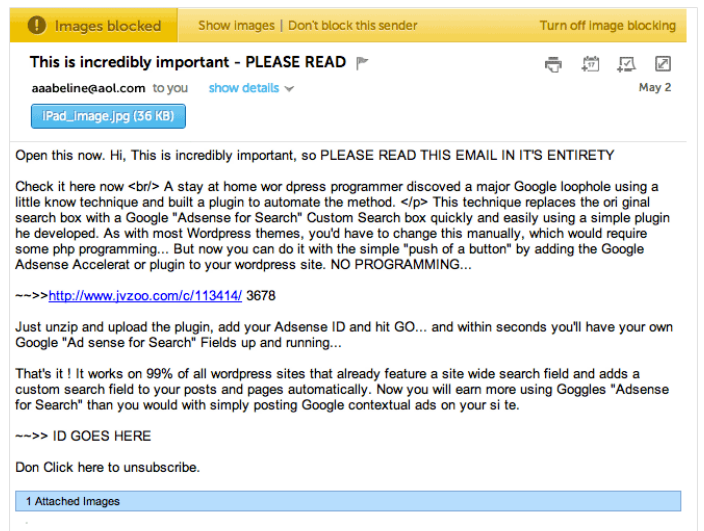 Images blocked Show images | Don't block this sender Turn off image blocking
This is incredibly important - PLEASE READ
aaabeline@aol.com to you show details May 2
iPad_image.jpg (36 KB)
Open this now. Hi, This is incredibly important, so PLEASE READ THIS EMAIL IN IT'S ENTIRETY
Check it here now <br/> A stay at home wor dpress programmer discoved a major Google loophole using a
little know technique and built a plugin to automate the method. </p> This technique replaces the ori ginal
search box with a Google "Adsense for Search" Custom Search box quickly and easily using a simple plugin
he developed. As with most Wordpress themes, you'd have to change this manually, which would require
some php programming... But now you can do it with the simple "push of a button" by adding the Google
Adsense Accelerat or plugin to your wordpress site. NO PROGRAMMING...
~~>>http://www.jvzoo.com/c/113414/ 3678
Just unzip and upload the plugin, add your Adsense ID and hit GO... and within seconds you'll have your own
Google "Ad sense for Search" Fields up and running...
That's it ! It works on 99% of all wordpress sites that already feature a site wide search field and adds a
custom search field to your posts and pages automatically. Now you will earn more using Goggles "Adsense
for Search" than you would with simply posting Google contextual ads on your si te.
~~>> ID GOES HERE
Don Click here to unsubscribe.
1 Attached Images